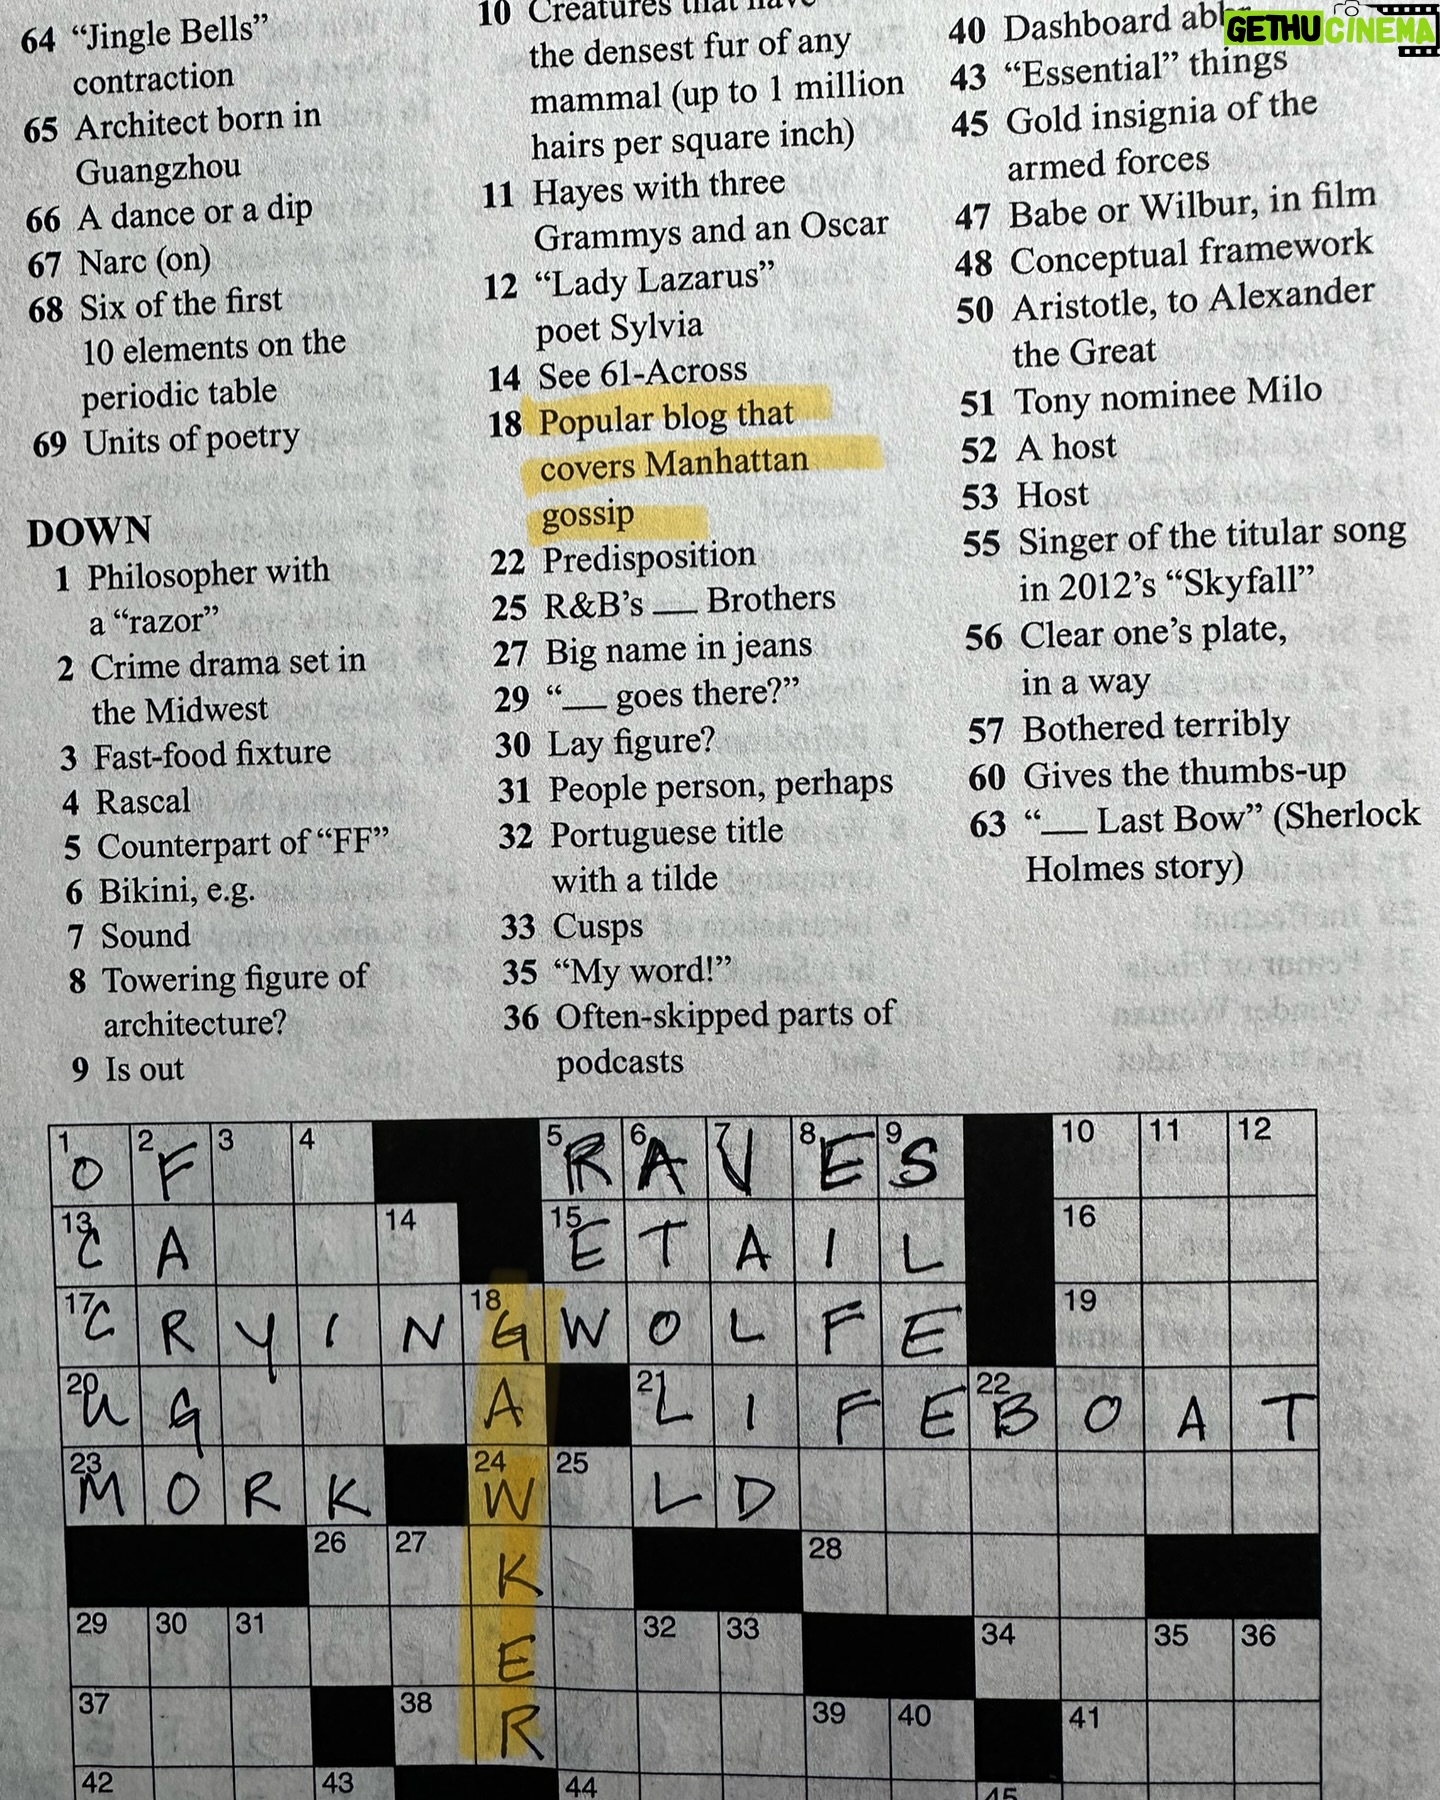 GETHUCINEMA
64 “Jingle Bells”
contraction
65 Architect born in
Guangzhou
66 A dance or a dip
67 Narc (on)
68 Six of the first
10 elements on the
periodic table
69 Units of poetry
DOWN
1 Philosopher with
a “razor”
2 Crime drama set in
the Midwest
3 Fast-food fixture
4 Rascal
5 Counterpart of “FF”
6 Bikini, e.g.
7 Sound
8 Towering figure of
architecture?
9 Is out
10 Creatures that have
the densest fur of any
mammal (up to 1 million
hairs per square inch)
11 Hayes with three
Grammys and an Oscar
12 “Lady Lazarus”
poet Sylvia
14 See 61-Across
18 Popular blog that
covers Manhattan
gossip
22 Predisposition
25 R&B’s ___ Brothers
27 Big name in jeans
29 “___ goes there?”
30 Lay figure?
31 People person, perhaps
32 Portuguese title
with a tilde
33 Cusps
35 “My word!”
36 Often-skipped parts of
podcasts
40 Dashboard
43 “Essential” things
45 Gold insignia of the
armed forces
47 Babe or Wilbur, in film
48 Conceptual framework
50 Aristotle, to Alexander
the Great
51 Tony nominee Milo
52 A host
53 Host
55 Singer of the titular song
in 2012’s “Skyfall”
56 Clear one’s plate,
in a way
57 Bothered terribly
60 Gives the thumbs-up
63 “___ Last Bow” (Sherlock
Holmes story)
1 2 3 4 5 6 7 8 9 10 11 12
O F R A V E S
13 14 15 16
C A E T A I L
17 18 19
C R Y I N G W O L F E
20 21 22
U G A L I F E B O A T
23 24 25
M O R K W L D
26 27 28
K
29 30 31 32 33 34 35 36
E
37 38 39 40 41
R
42 43 44 45